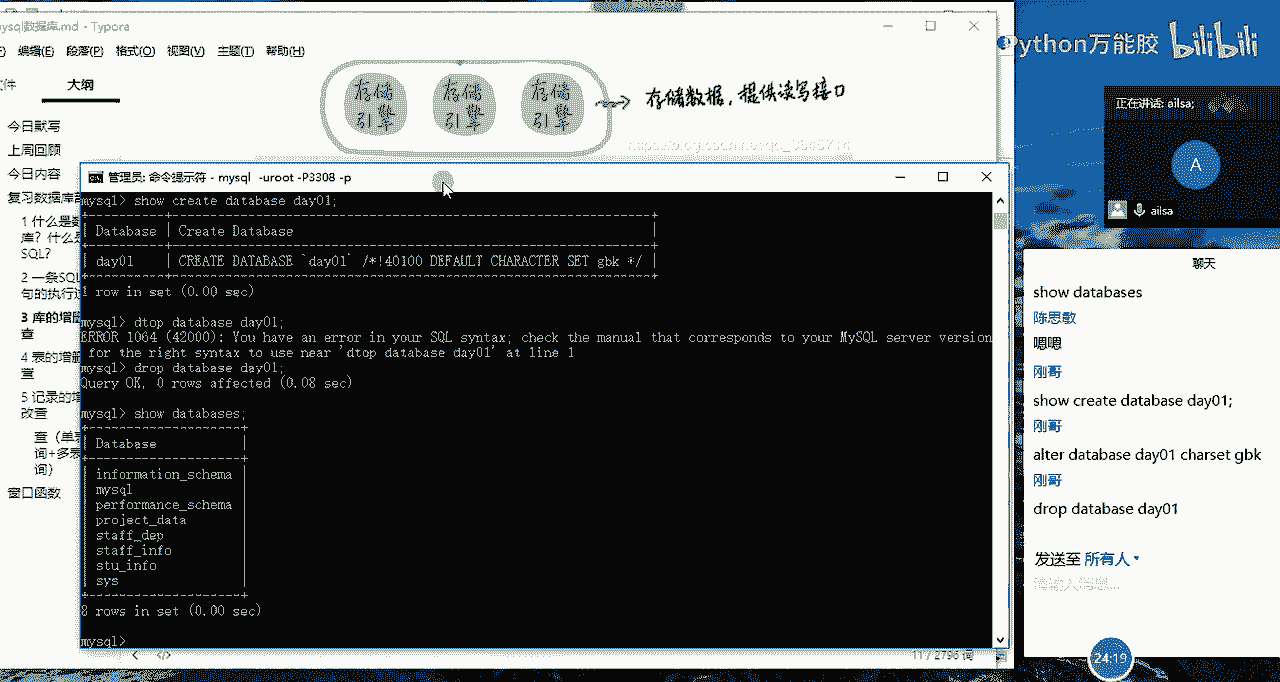 ysql数据库.md - Typora
编辑(E) 段落(P) 格式(O) 视图(V) 主题(T) 帮助(H)
文件 大纲
今日默写
上周回顾
今日内容
复习数据库
1 什么是数
库？什么是
SQL?
2 一条SQL
句的执行
3 库的增
查
4 表的增
查
5 记录的增
改查
查（单表
询+多表
询）
窗口函数
存储 存储 存储
引擎 引擎 引擎
存储数据，提供读写接口
管理员: 命令提示符 - mysql -uroot -P3308 -p
mysql> show create database day01;
Database | Create Database
day01 | CREATE DATABASE `day01` /*!40100 DEFAULT CHARACTER SET gbk */
1 row in set (0.00 sec)
mysql> dtop database day01;
ERROR 1064 (42000): You have an error in your SQL syntax; check the manual that corresponds to your MySQL server version
for the right syntax to use near 'dtop database day01' at line 1
mysql> drop database day01;
Query OK, 0 rows affected (0.08 sec)
mysql> show databases;
Database
information_schema
mysql
performance_schema
project_data
staff_dep
staff_info
stu_info
sys
8 rows in set (0.00 sec)
mysql>
ython万能胶 bilibili
正在讲话: ailsa;
A
ailsa
聊天
show databases
陈思敏
嗯嗯
刚哥
show create database day01;
刚哥
alter database day01 charset gbk
刚哥
drop database day01
发送至 所有人
请输入消息...
24:19